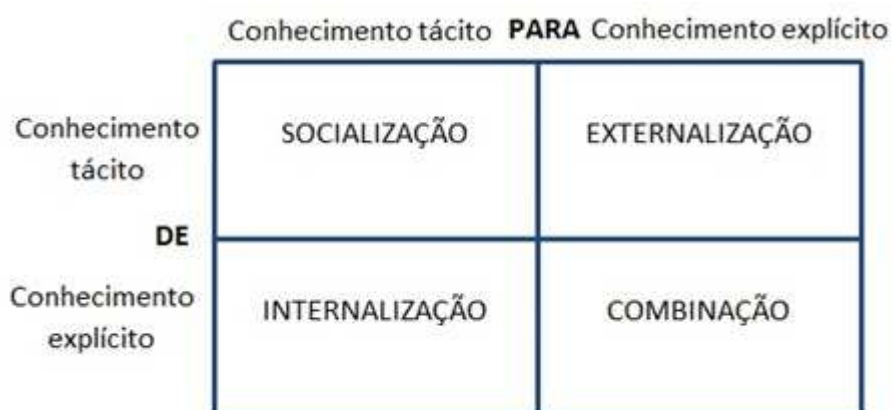 Conhecimento tácito PARA Conhecimento explícito
Conhecimento
tácito
SOCIALIZAÇÃO
EXTERNALIZAÇÃO
DE
Conhecimento
explícito
INTERNALIZAÇÃO
COMBINAÇÃO